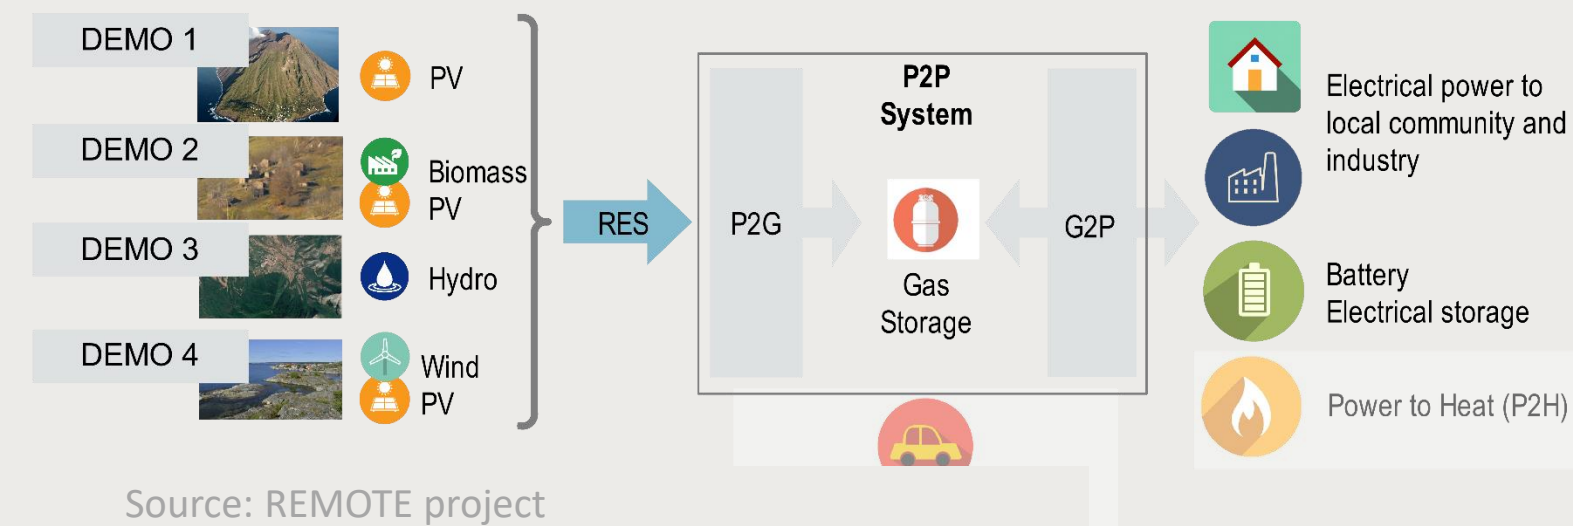 DEMO 1
PV
DEMO 2
Biomass
PV
DEMO 3
Hydro
DEMO 4
Wind
PV
RES
P2P
System
P2G
Gas
Storage
G2P
Electrical power to
local community and
industry
Battery
Electrical storage
Power to Heat (P2H)
Source: REMOTE project